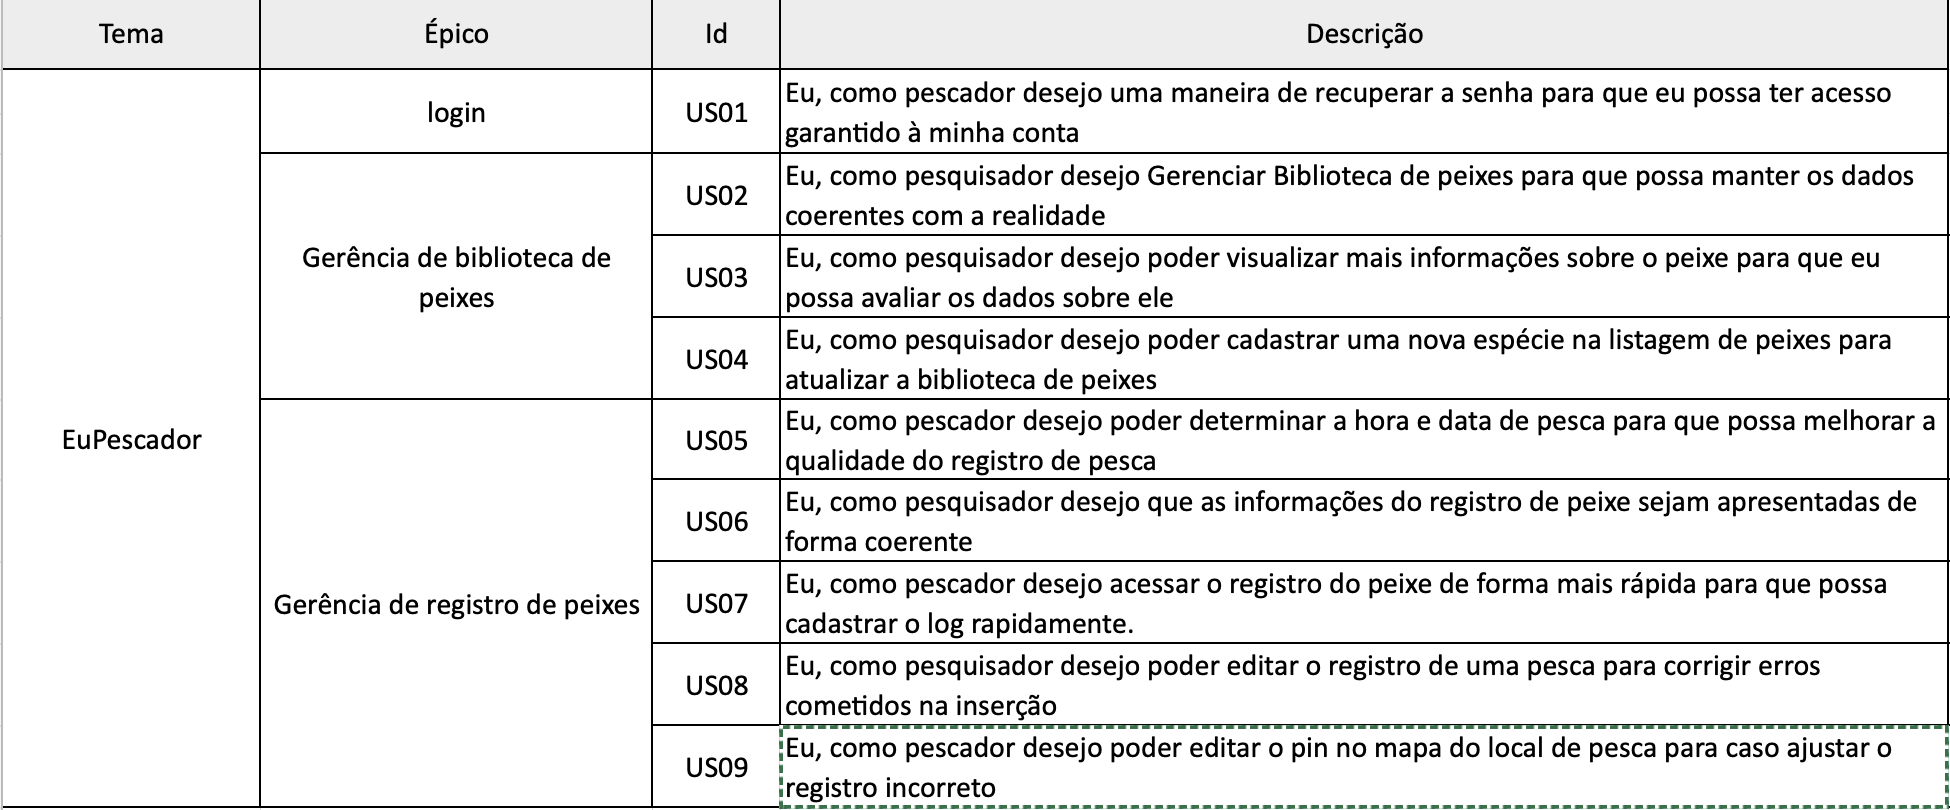 Tema
Épico
Id
Descrição
EuPescador
login
US01
Eu, como pescador desejo uma maneira de recuperar a senha para que eu possa ter acesso
garantido à minha conta
Gerência de biblioteca de
peixes
US02
Eu, como pesquisador desejo Gerenciar Biblioteca de peixes para que possa manter os dados
coerentes com a realidade
US03
Eu, como pesquisador desejo poder visualizar mais informações sobre o peixe para que eu
possa avaliar os dados sobre ele
US04
Eu, como pesquisador desejo poder cadastrar uma nova espécie na listagem de peixes para
atualizar a biblioteca de peixes
Gerência de registro de peixes
US05
Eu, como pescador desejo poder determinar a hora e data de pesca para que possa melhorar a
qualidade do registro de pesca
US06
Eu, como pesquisador desejo que as informações do registro de peixe sejam apresentadas de
forma coerente
US07
Eu, como pescador desejo acessar o registro do peixe de forma mais rápida para que possa
cadastrar o log rapidamente.
US08
Eu, como pesquisador desejo poder editar o registro de uma pesca para corrigir erros
cometidos na inserção
US09
Eu, como pescador desejo poder editar o pin no mapa do local de pesca para caso ajustar o
registro incorreto